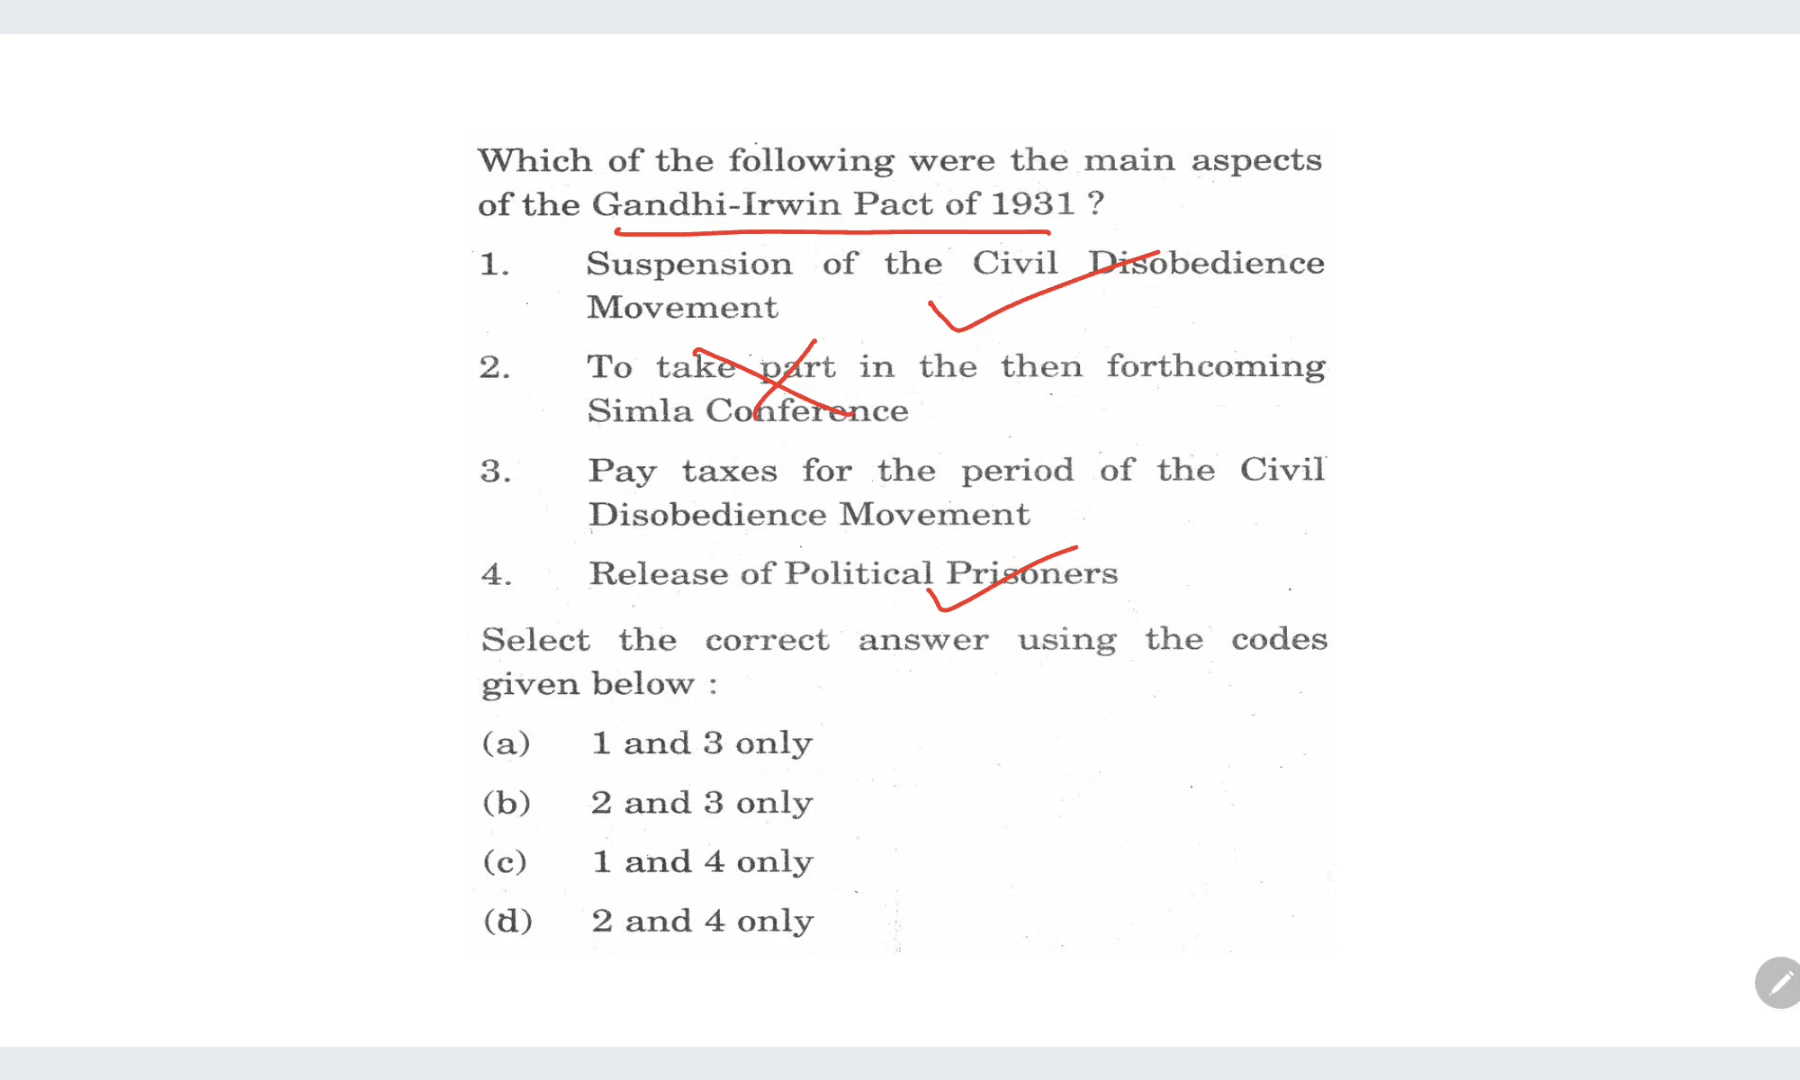 Which of the following were the main aspects
of the Gandhi-Irwin Pact of 1931 ?
1. Suspension of the Civil Disobedience
Movement
2. To take part in the then forthcoming
Simla Conference
3. Pay taxes for the period of the Civil
Disobedience Movement
4. Release of Political Prisoners
Select the correct answer using the codes
given below :
(a) 1 and 3 only
(b) 2 and 3 only
(c) 1 and 4 only
(d) 2 and 4 only